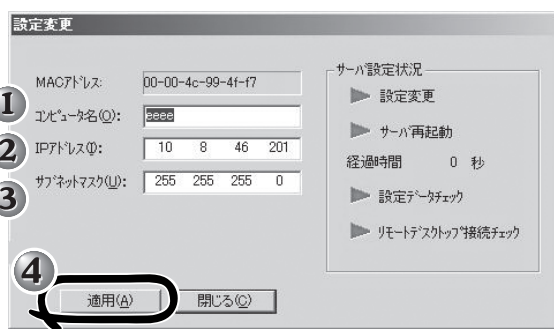 設定変更
MACアドレス: 00-00-4c-99-4f-f7
1 コンピュータ名(O): eeee
2 IPアドレス(I): 10 8 46 201
3 サブネットマスク(U): 255 255 255 0
4
適用(A) 閉じる(C)
サーバ設定状況
設定変更
サーバ再起動
経過時間 0 秒
設定データチェック
リモートデスクトップ接続チェック